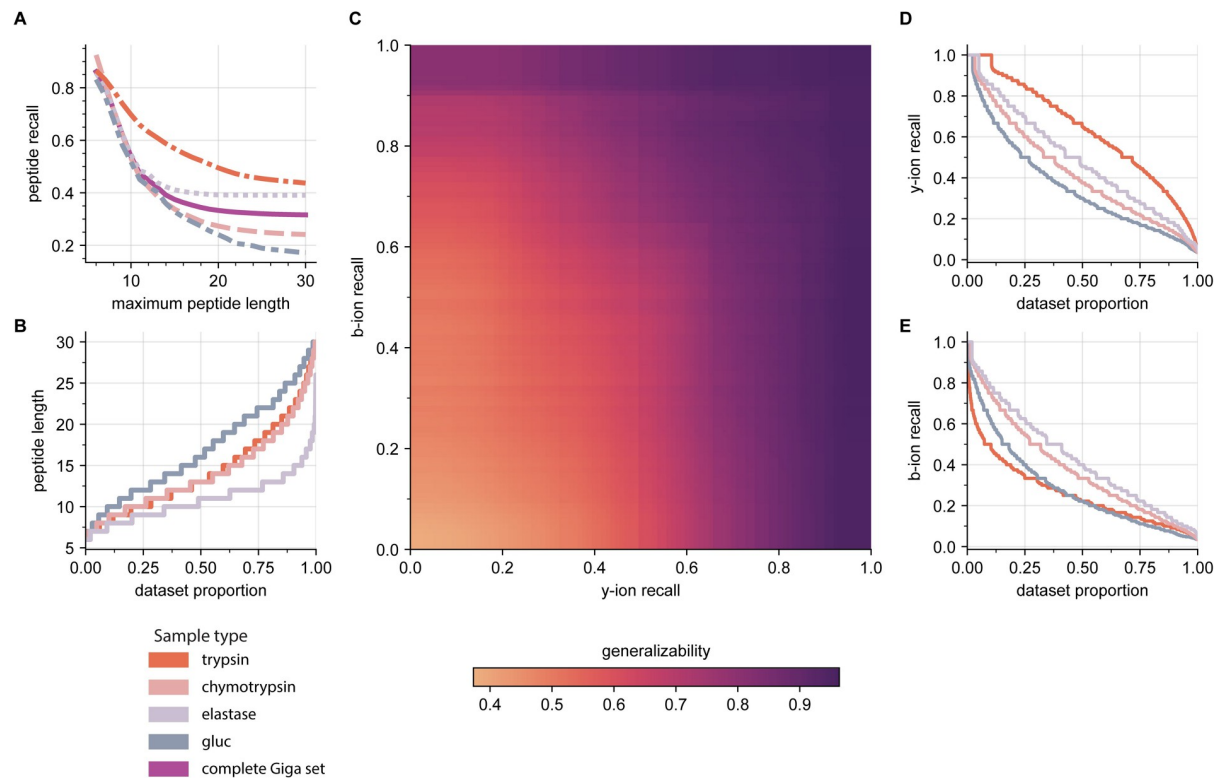 A
peptide recall
0.8
0.6
0.4
0.2
10
20
30
maximum peptide length
B
peptide length
30
25
20
15
10
5
0.00
0.25
0.50
0.75
1.00
dataset proportion
Sample type
trypsin
chymotrypsin
elastase
gluc
complete Giga set
C
b-ion recall
1.0
0.8
0.6
0.4
0.2
0.0
0.0
0.2
0.4
0.6
0.8
1.0
y-ion recall
generalizability
0.4
0.5
0.6
0.7
0.8
0.9
D
y-ion recall
1.0
0.8
0.6
0.4
0.2
0.0
0.00
0.25
0.50
0.75
1.00
dataset proportion
E
b-ion recall
1.0
0.8
0.6
0.4
0.2
0.0
0.00
0.25
0.50
0.75
1.00
dataset proportion